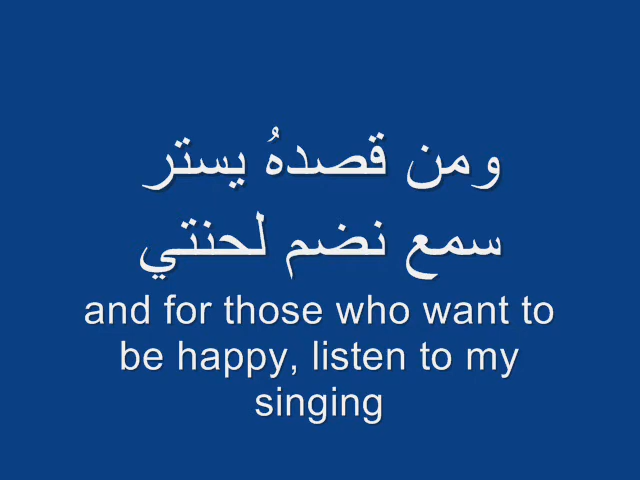 ومن قصدهُ يستر
سمع نضم لحنتي
and for those who want to
be happy, listen to my
singing